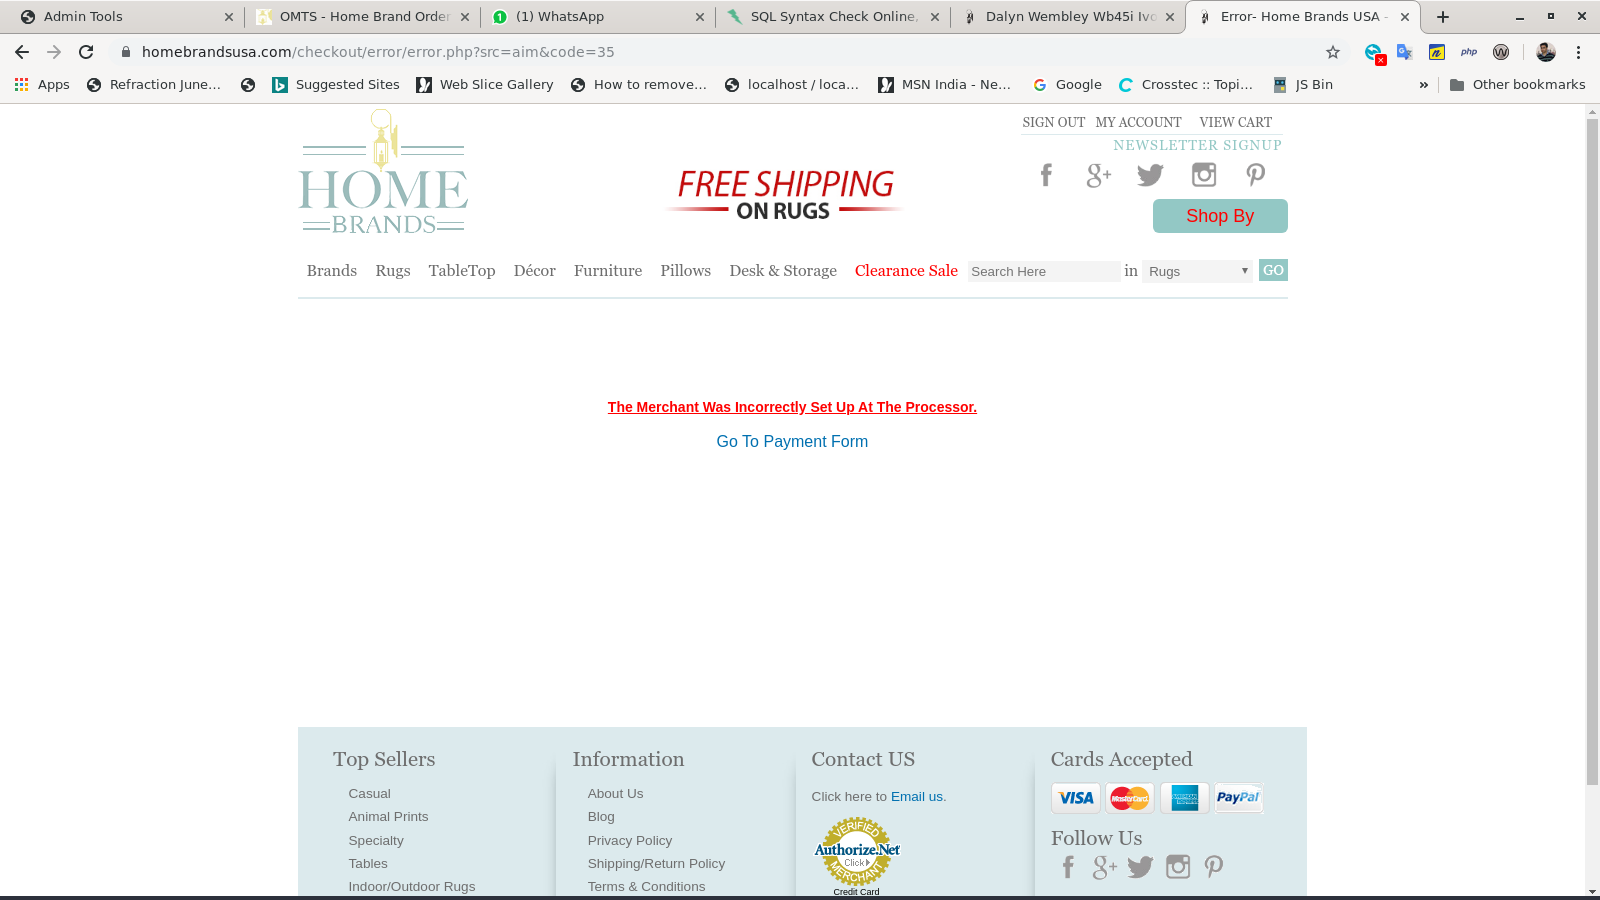 Admin Tools
OMTS - Home Brand Order
(1) WhatsApp
SQL Syntax Check Online,
Dalyn Wembley Wb45i Ivo
Error- Home Brands USA -
homebrandsusa.com/checkout/error/error.php?src=aim&code=35
Apps
Refraction June...
Suggested Sites
Web Slice Gallery
How to remove...
localhost / loca...
MSN India - Ne...
Google
Crosstec :: Topi...
JS Bin
»
Other bookmarks
SIGN OUT MY ACCOUNT VIEW CART
NEWSLETTER SIGNUP
HOME
BRANDS
FREE SHIPPING
ON RUGS
Shop By
Brands Rugs TableTop Décor Furniture Pillows Desk & Storage Clearance Sale Search Here in Rugs GO
The Merchant Was Incorrectly Set Up At The Processor.
Go To Payment Form
Top Sellers
Casual
Animal Prints
Specialty
Tables
Indoor/Outdoor Rugs
Information
About Us
Blog
Privacy Policy
Shipping/Return Policy
Terms & Conditions
Contact US
Click here to Email us.
VERIFIED
Authorize.Net
Click
MERCHANT
Credit Card
Cards Accepted
VISA MasterCard AMERICAN EXPRESS PayPal
Follow Us